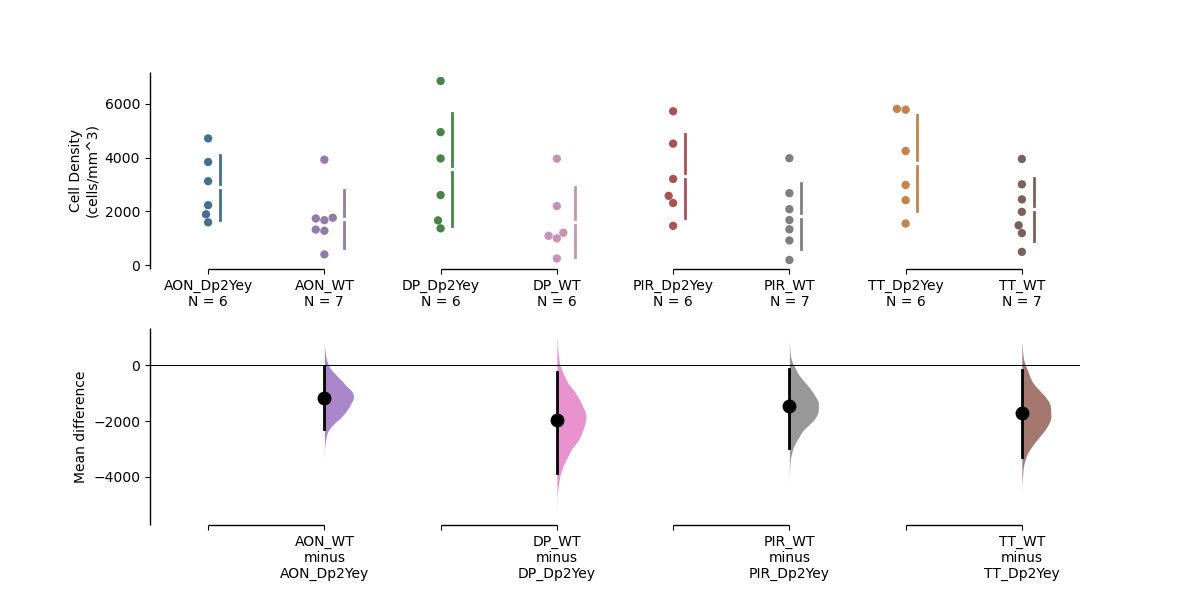 Cell Density
(cells/mm^3)
6000
4000
2000
0
AON_Dp2Yey
N = 6
AON_WT
N = 7
DP_Dp2Yey
N = 6
DP_WT
N = 6
PIR_Dp2Yey
N = 6
PIR_WT
N = 7
TT_Dp2Yey
N = 6
TT_WT
N = 7
Mean difference
0
−2000
−4000
AON_WT
minus
AON_Dp2Yey
DP_WT
minus
DP_Dp2Yey
PIR_WT
minus
PIR_Dp2Yey
TT_WT
minus
TT_Dp2Yey